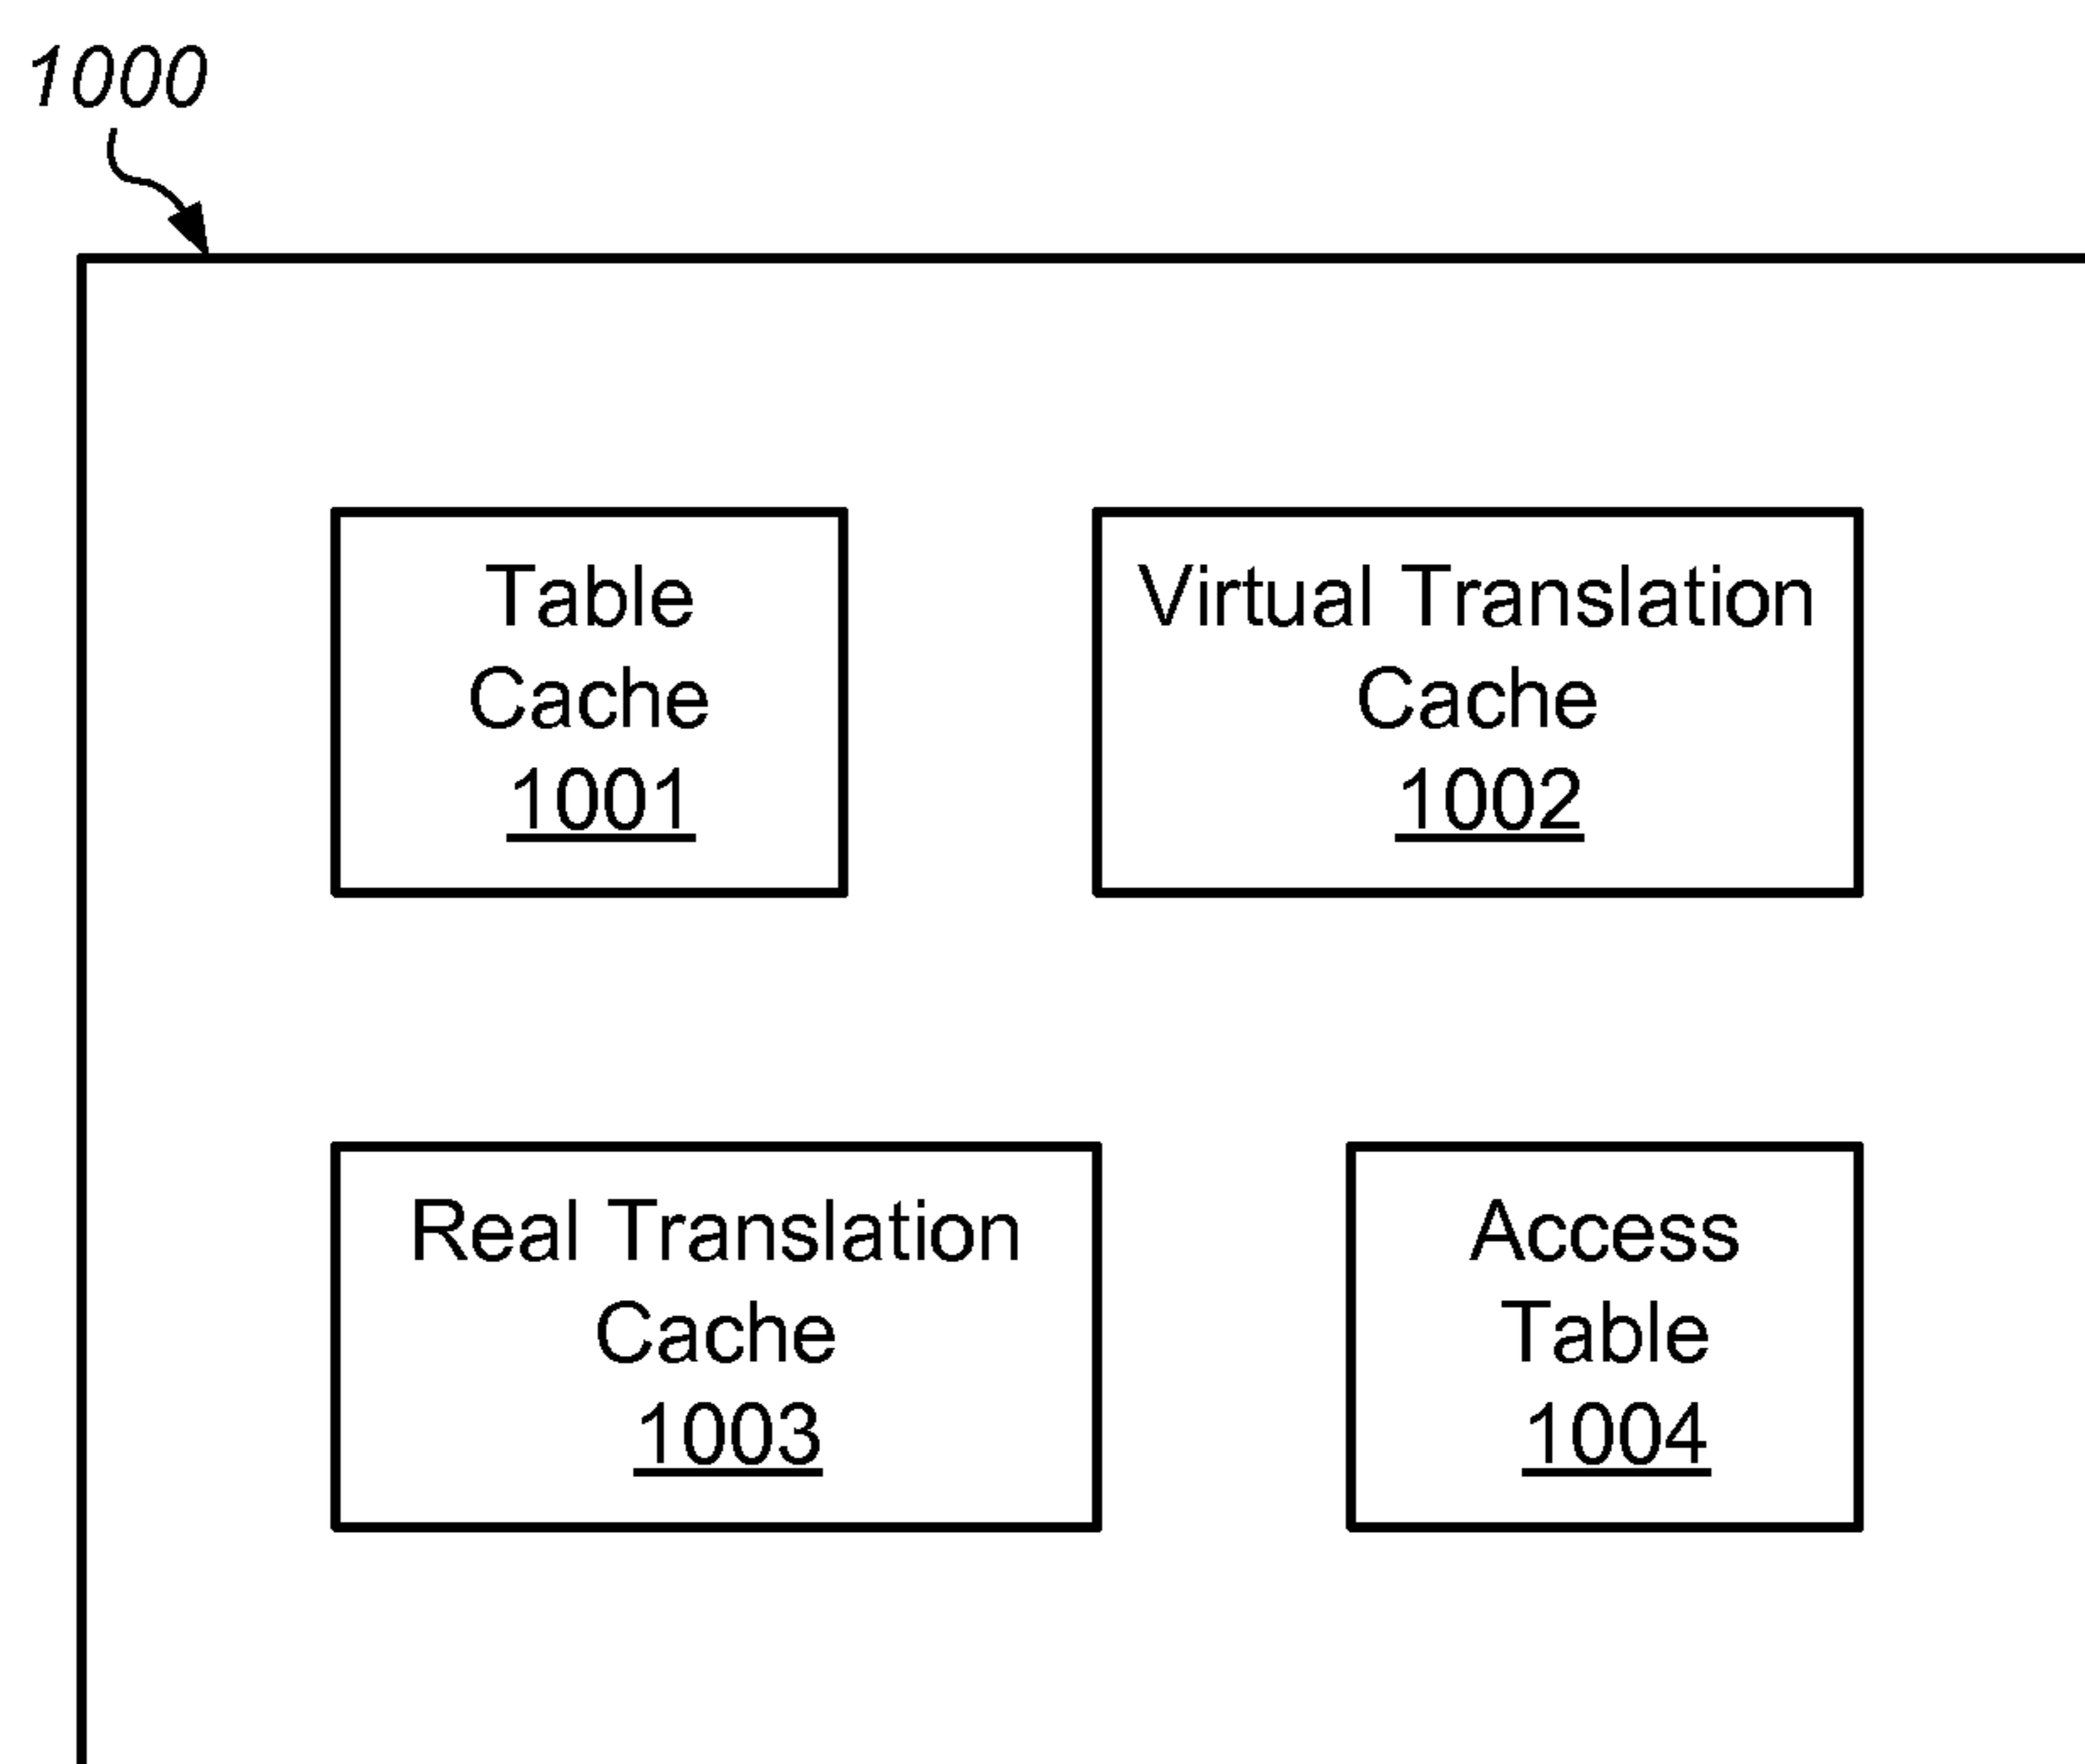 1000
Table
Cache
1001
Virtual Translation
Cache
1002
Real Translation
Cache
1003
Access
Table
1004